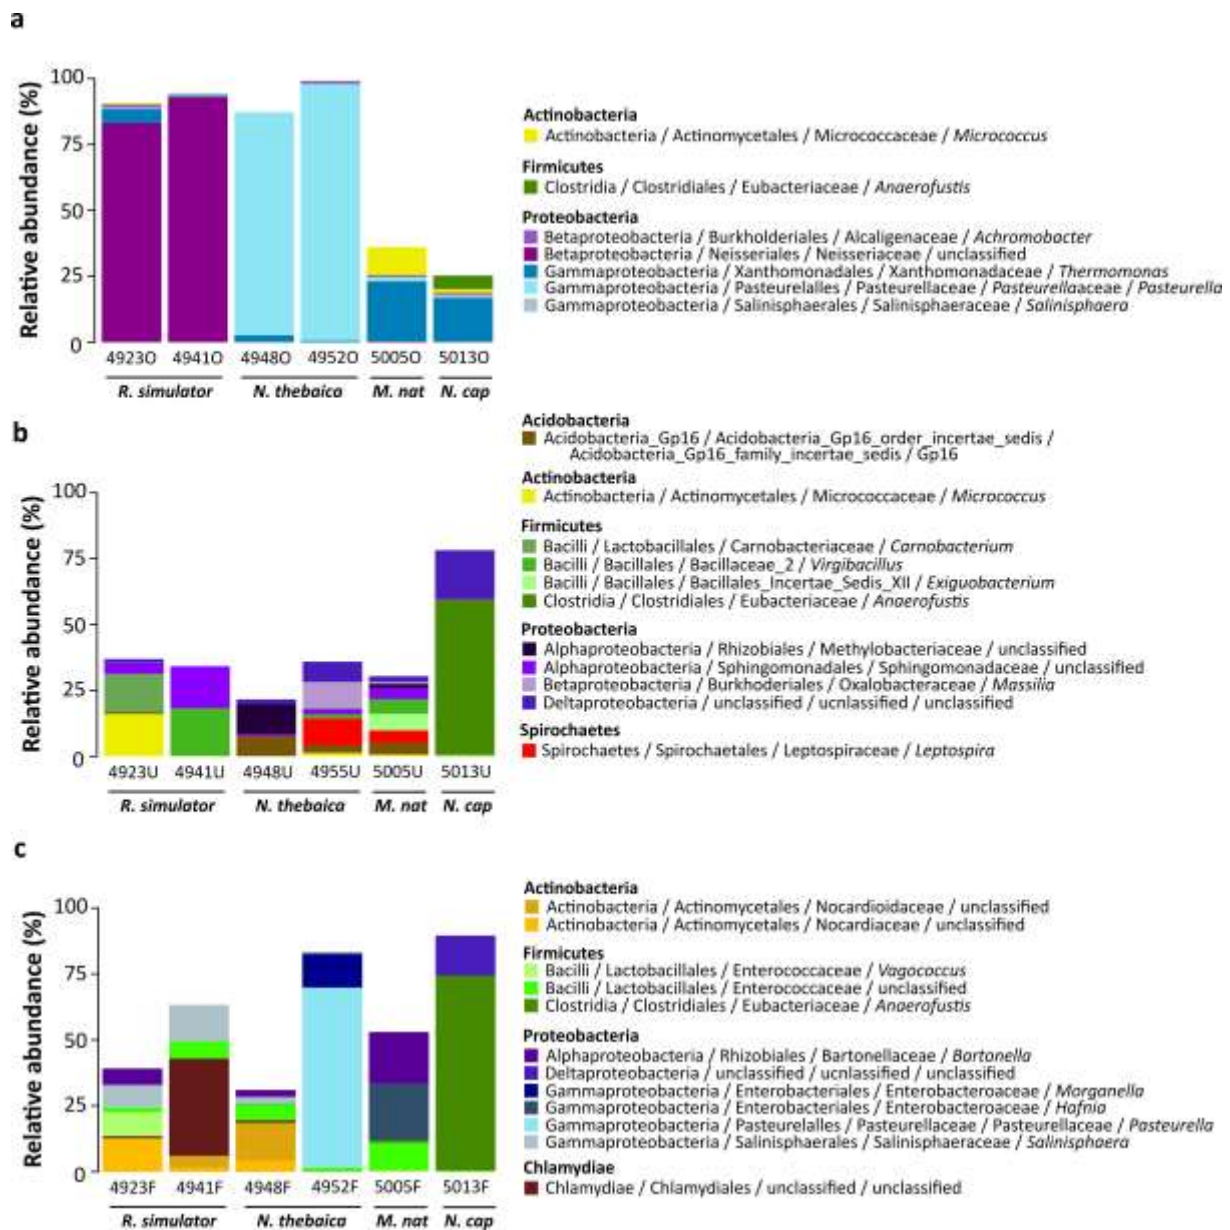 a
Relative abundance (%)
100
75
50
25
0
4923O 4941O 4948O 4952O 5005O 5013O
R. simulator N. thebaica M. nat N. cap
Actinobacteria
Actinobacteria / Actinomycetales / Micrococcaceae / Micrococcus
Firmicutes
Clostridia / Clostridiales / Eubacteriaceae / Anaerofustis
Proteobacteria
Betaproteobacteria / Burkholderiales / Alcaligenaceae / Achromobacter
Betaproteobacteria / Neisseriales / Neisseriaceae / unclassified
Gammaproteobacteria / Xanthomonadales / Xanthomonadaceae / Thermomonas
Gammaproteobacteria / Pasteurelalles / Pasteurellaceae / Pasteurellaaceae / Pasteurella
Gammaproteobacteria / Salinisphaerales / Salinisphaeraceae / Salinisphaera
b
Relative abundance (%)
100
75
50
25
0
4923U 4941U 4948U 4955U 5005U 5013U
R. simulator N. thebaica M. nat N. cap
Acidobacteria
Acidobacteria_Gp16 / Acidobacteria_Gp16_order_incertae_sedis /
Acidobacteria_Gp16_family_incertae_sedis / Gp16
Actinobacteria
Actinobacteria / Actinomycetales / Micrococcaceae / Micrococcus
Firmicutes
Bacilli / Lactobacillales / Carnobacteriaceae / Carnobacterium
Bacilli / Bacillales / Bacillaceae_2 / Virgibacillus
Bacilli / Bacillales / Bacillales_Incertae_Sedis_XII / Exiguobacterium
Clostridia / Clostridiales / Eubacteriaceae / Anaerofustis
Proteobacteria
Alphaproteobacteria / Rhizobiales / Methylobacteriaceae / unclassified
Alphaproteobacteria / Sphingomonadales / Sphingomonadaceae / unclassified
Betaproteobacteria / Burkhoderiales / Oxalobacteraceae / Massilia
Deltaproteobacteria / unclassified / ucnlassified / unclassified
Spirochaetes
Spirochaetes / Spirochaetales / Leptospiraceae / Leptospira
c
Relative abundance (%)
100
75
50
25
0
4923F 4941F 4948F 4952F 5005F 5013F
R. simulator N. thebaica M. nat N. cap
Actinobacteria
Actinobacteria / Actinomycetales / Nocardioidaceae / unclassified
Actinobacteria / Actinomycetales / Nocardiaceae / unclassified
Firmicutes
Bacilli / Lactobacillales / Enterococcaceae / Vagococcus
Bacilli / Lactobacillales / Enterococcaceae / unclassified
Clostridia / Clostridiales / Eubacteriaceae / Anaerofustis
Proteobacteria
Alphaproteobacteria / Rhizobiales / Bartonellaceae / Bartonella
Deltaproteobacteria / unclassified / ucnlassified / unclassified
Gammaproteobacteria / Enterobacteriales / Enterobacteroaceae / Morganella
Gammaproteobacteria / Enterobacteriales / Enterobacteroaceae / Hafnia
Gammaproteobacteria / Pasteurelalles / Pasteurellaceae / Pasteurellaceae / Pasteurella
Gammaproteobacteria / Salinisphaerales / Salinisphaeraceae / Salinisphaera
Chlamydiae
Chlamydiae / Chlamydiales / unclassified / unclassified